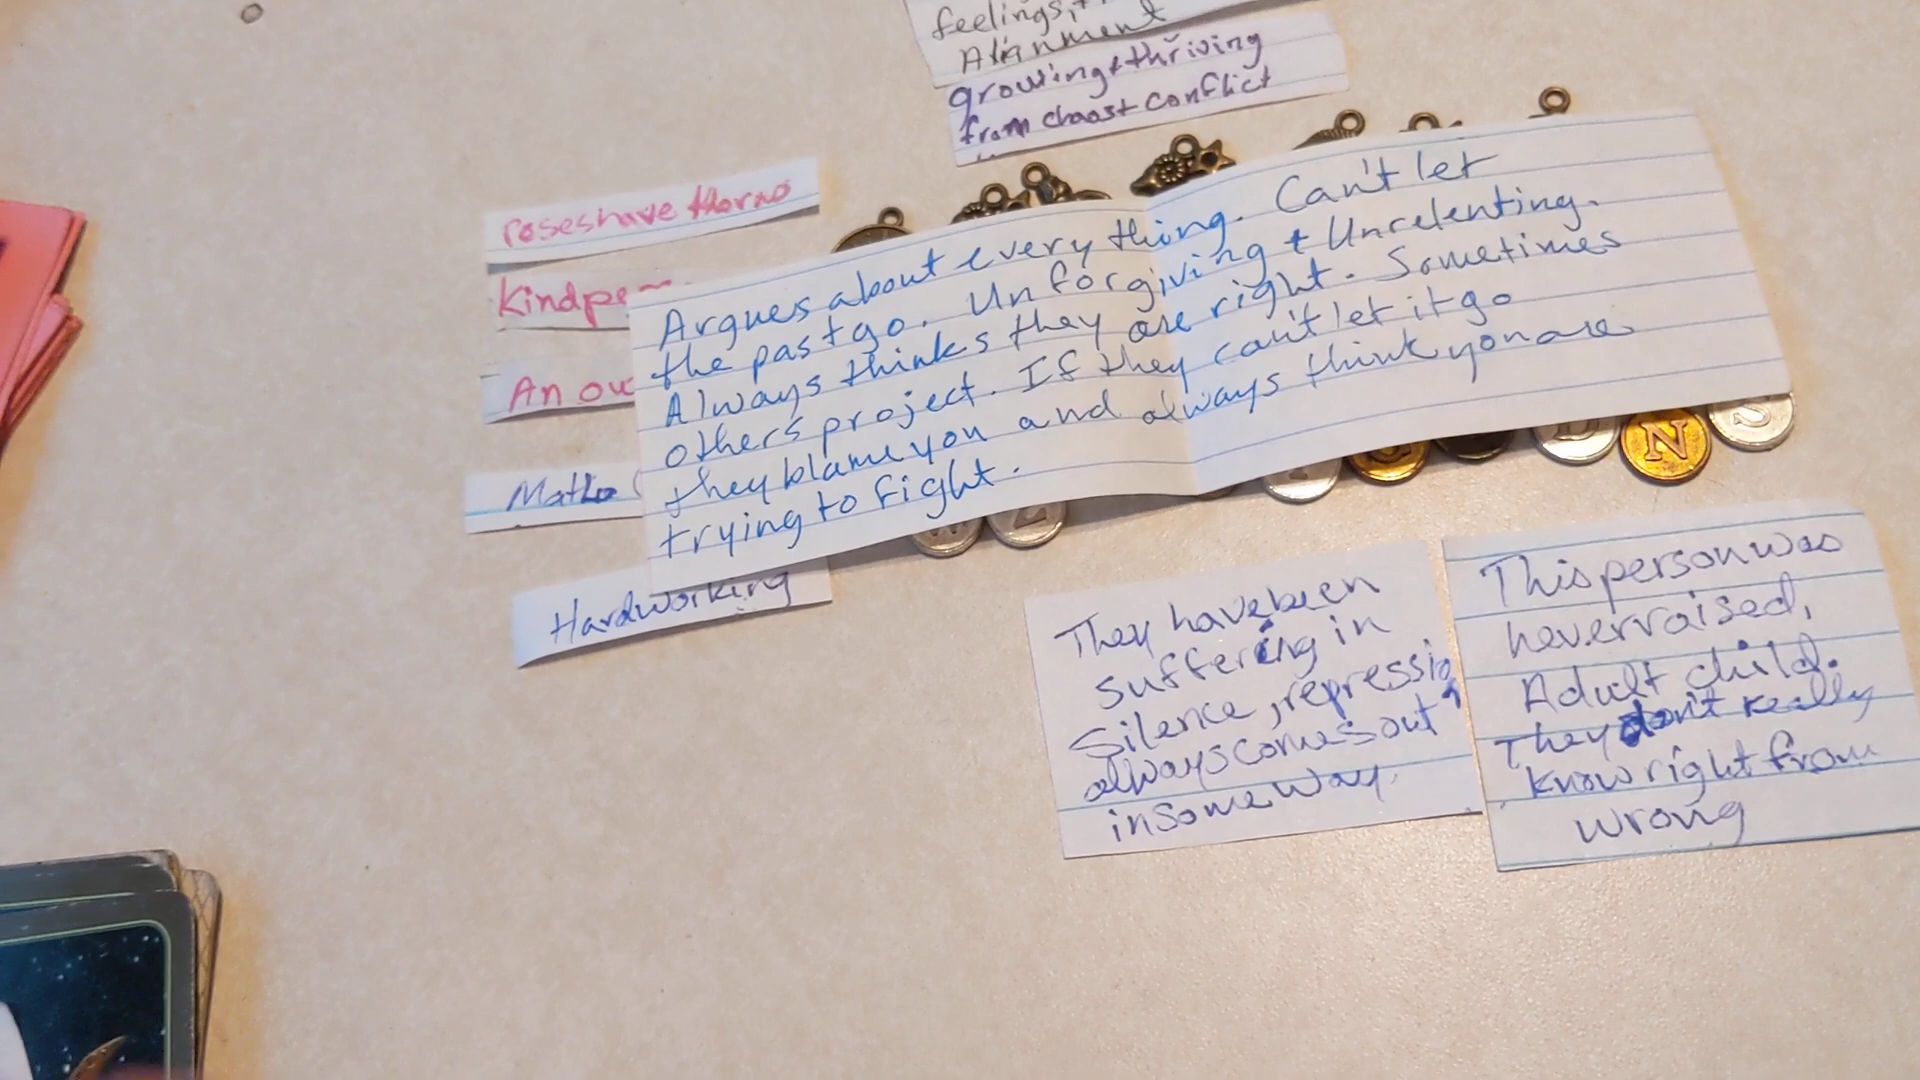 feelings, +
Alignment
growing & thriving
from chaos + conflict
roses have thorns
Kind pe
An ow
Hardworking
Argues about everything. Can't let
the past go. Unforgiving + Unrelenting.
Always thinks they are right. Sometimes
others project. If they can't let it go
they blame you and always think you are
trying to fight.
D
N
S
They have been
suffering in
Silence, repressio
always comes out
in some way.
This person was
never raised,
Adult child.
They don't really
know right from
wrong